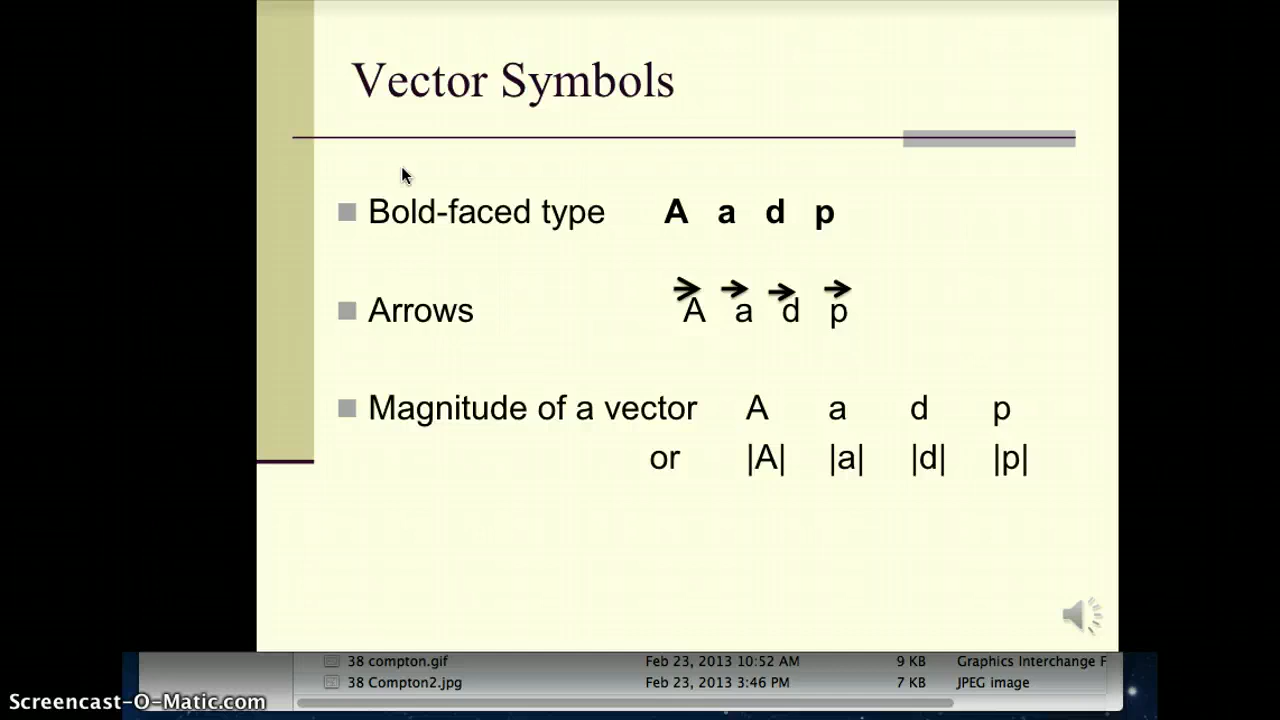 Vector Symbols
Bold-faced type A a d p
Arrows A a d p
Magnitude of a vector A a d p
or |A| |a| |d| |p|
38 compton.gif Feb 23, 2013 10:52 AM 9 KB Graphics Interchange F
38 Compton2.jpg Feb 23, 2013 3:46 PM 7 KB JPEG image
Screencast-O-Matic.com